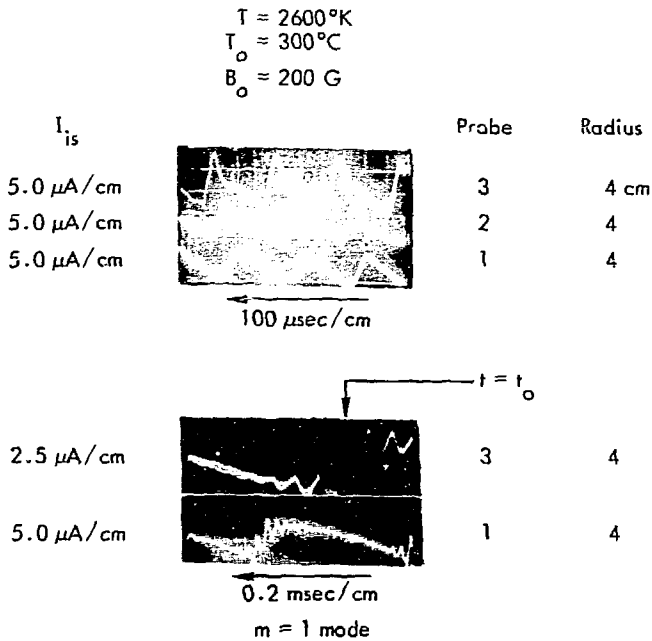 T ≈ 2600°K
T_o ≈ 300°C
B_o ≈ 200 G
I_is Probe Radius
5.0 μA/cm 3 4 cm
5.0 μA/cm 2 4
5.0 μA/cm 1 4
100 μsec/cm
t = t_o
2.5 μA/cm 3 4
5.0 μA/cm 1 4
0.2 msec/cm
m = 1 mode